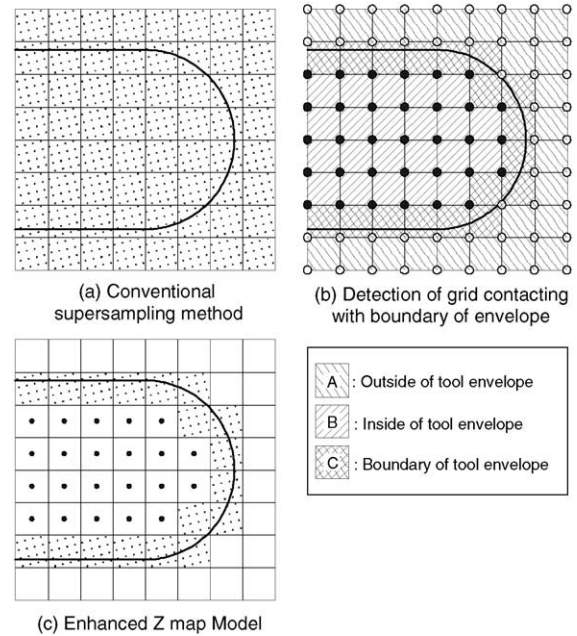 (a) Conventional
supersampling method
(b) Detection of grid contacting
with boundary of envelope
A : Outside of tool envelope
B : Inside of tool envelope
C : Boundary of tool envelope
(c) Enhanced Z map Model